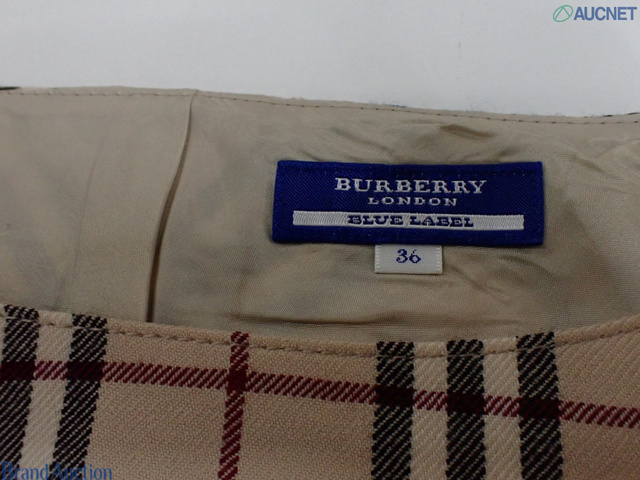 AUCNET
BURBERRY
LONDON
BLUE LABEL
36
Brand Auction